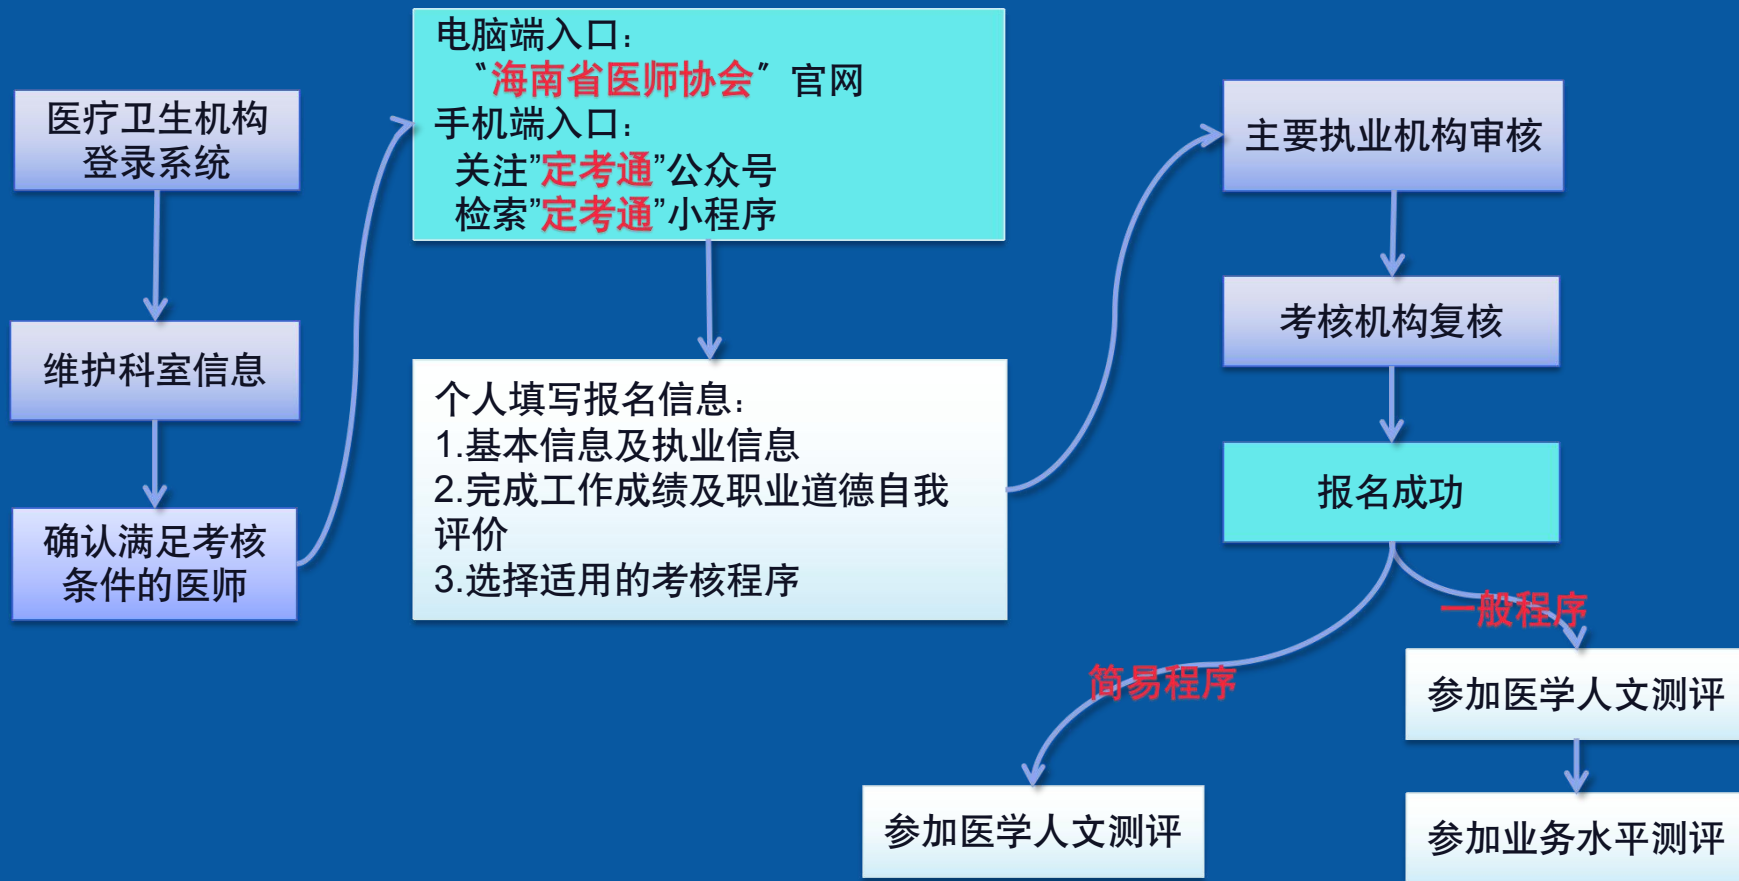 医疗卫生机构
登录系统
维护科室信息
确认满足考核
条件的医师
电脑端入口：
“海南省医师协会”官网
手机端入口：
关注”定考通”公众号
检索”定考通”小程序
个人填写报名信息：
1.基本信息及执业信息
2.完成工作成绩及职业道德自我
评价
3.选择适用的考核程序
主要执业机构审核
考核机构复核
报名成功
一般程序
简易程序
参加医学人文测评
参加医学人文测评
参加业务水平测评